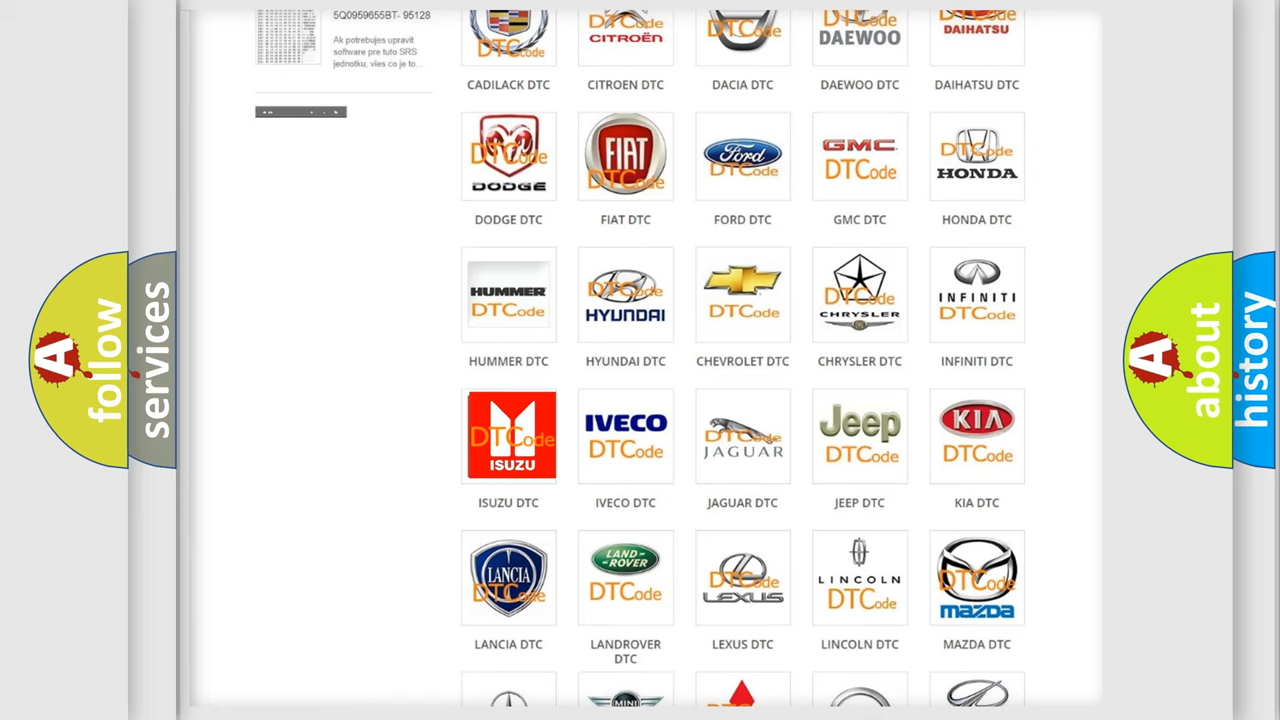 5Q0959655BT- 95128
Ak potrebujes upravit
software pre tuto SRS
jednotku, vies co je to...
DTCode
DTCode
CITROËN
DTCode
DAEWOO
DAIHATSU
CADILACK DTC
CITROEN DTC
DACIA DTC
DAEWOO DTC
DAIHATSU DTC
DTCode
DODGE
FIAT
DTCode
Ford
DTCode
GMC
DTCode
DTCode
HONDA
DODGE DTC
FIAT DTC
FORD DTC
GMC DTC
HONDA DTC
HUMMER
DTCode
DTCode
HYUNDAI
DTCode
DTCode
CHRYSLER
INFINITI
DTCode
HUMMER DTC
HYUNDAI DTC
CHEVROLET DTC
CHRYSLER DTC
INFINITI DTC
DTCode
ISUZU
IVECO
DTCode
DTCode
JAGUAR
Jeep
DTCode
KIA
DTCode
ISUZU DTC
IVECO DTC
JAGUAR DTC
JEEP DTC
KIA DTC
LANCIA
DTCode
LAND-
ROVER
DTCode
DTCode
LEXUS
LINCOLN
DTCode
DTCode
mazda
LANCIA DTC
LANDROVER
DTC
LEXUS DTC
LINCOLN DTC
MAZDA DTC
MINI
A
follow
services
A
about
history